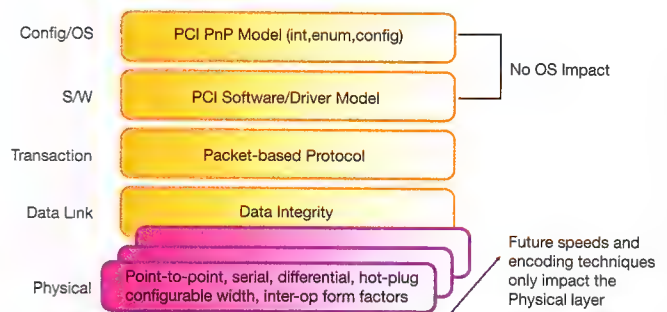 Config/OS
PCI PnP Model (int,enum,config)
No OS Impact
S/W
PCI Software/Driver Model
Transaction
Packet-based Protocol
Data Link
Data Integrity
Physical
Point-to-point, serial, differential, hot-plug
configurable width, inter-op form factors
Future speeds and
encoding techniques
only impact the
Physical layer